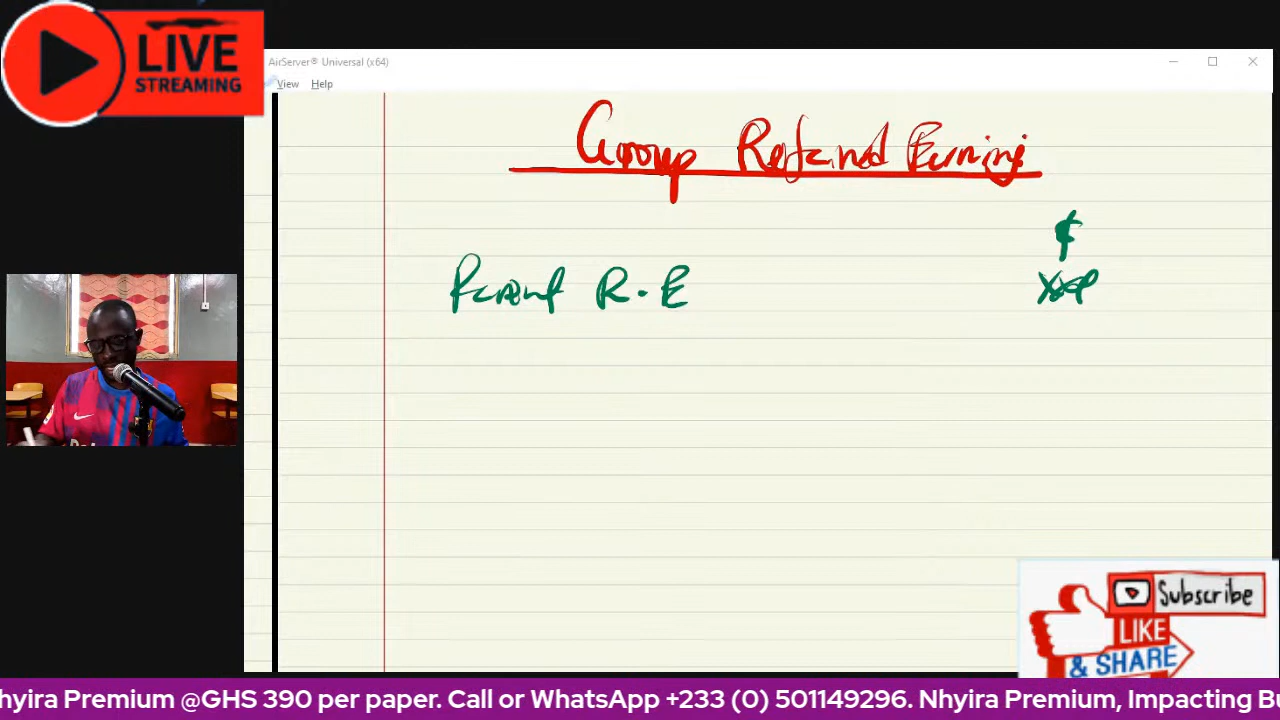 LIVE
STREAMING
AirServer® Universal (x64)
View Help
Group Retained Earnings
$
Parent R.E xxx
Subscribe
LIKE
& SHARE
hyira Premium @GHS 390 per paper. Call or WhatsApp +233 (0) 501149296. Nhyira Premium, Impacting Bu